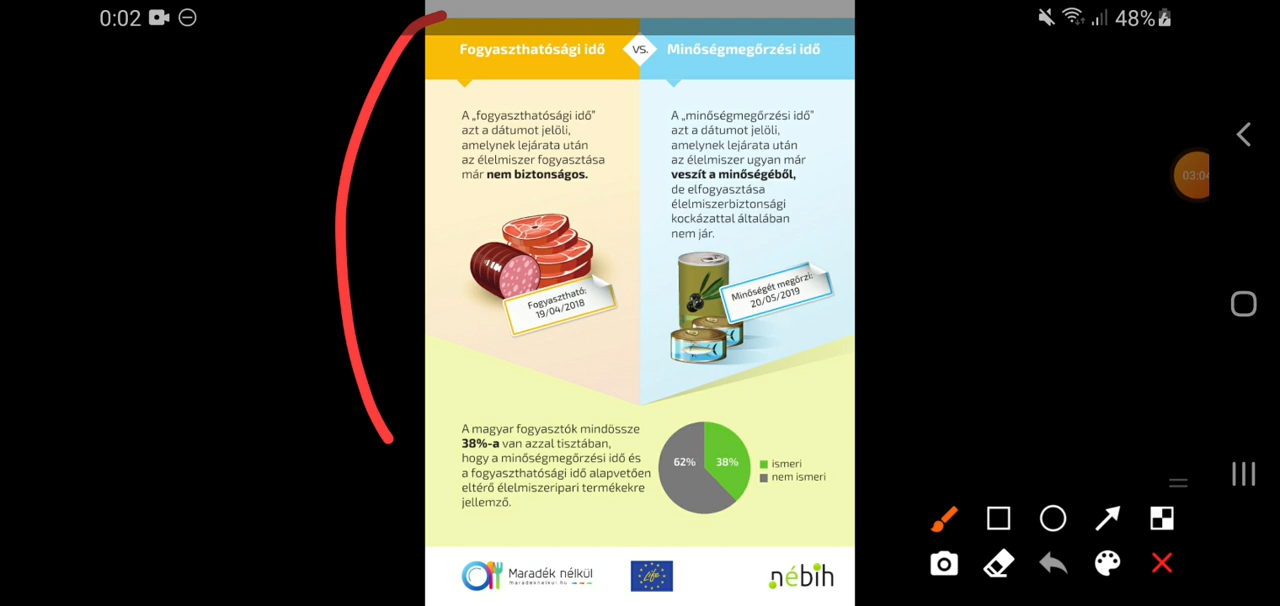 0:02
48%
Fogyaszthatósági idő
vs.
Minőségmegőrzési idő
A „fogyaszthatósági idő”
azt a dátumot jelöli,
amelynek lejárata után
az élelmiszer fogyasztása
már nem biztonságos.
A „minőségmegőrzési idő”
azt a dátumot jelöli,
amelynek lejárata után
az élelmiszer ugyan már
veszít a minőségéből,
de elfogyasztása
élelmiszerbiztonsági
kockázattal általában
nem jár.
03:04
Fogyasztható:
19/04/2018
Minőségét megőrzi:
20/05/2019
A magyar fogyasztók mindössze
38%-a van azzal tisztában,
hogy a minőségmegőrzési idő és
a fogyaszthatósági idő alapvetően
eltérő élelmiszeripari termékekre
jellemző.
62%
38%
ismeri
nem ismeri
Maradék nélkül
maradeknelkul.hu
Life
nébih